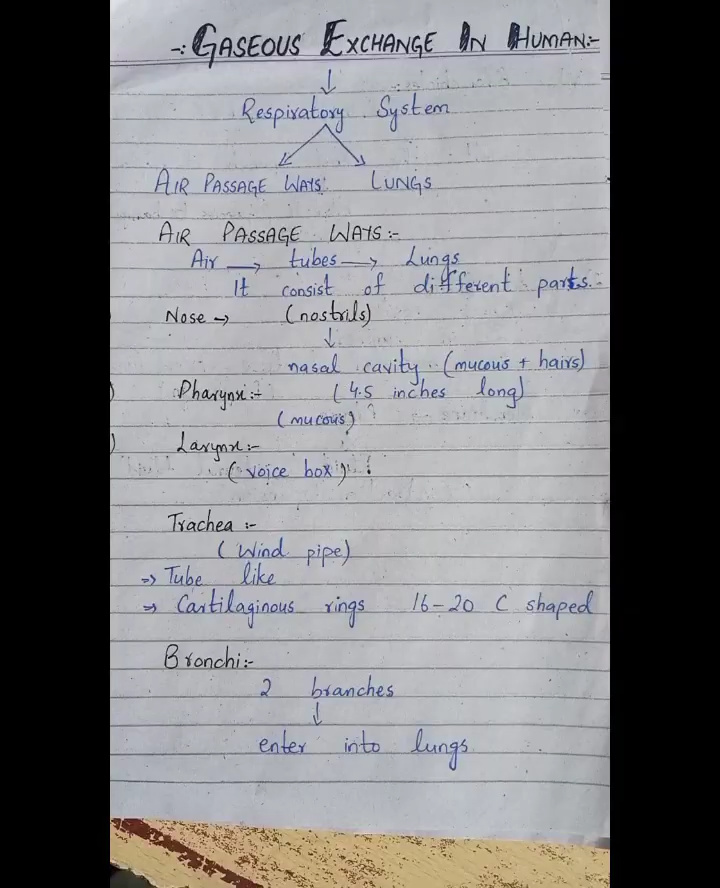 -: GASEOUS EXCHANGE IN HUMAN:-
↓
Respiratory System
AIR PASSAGE WAYS LUNGS
AIR PASSAGE WAYS:-
Air → tubes → Lungs
It consist of different parts.
Nose → (nostrils)
↓
nasal cavity. (mucous + hairs)
Pharynx:- (4.5 inches long)
(mucous)
Larynx:-
(voice box)
Trachea :-
(Wind pipe)
=> Tube like
=> Cartilaginous rings 16-20 C shaped
Bronchi:-
2 branches
↓
enter into lungs